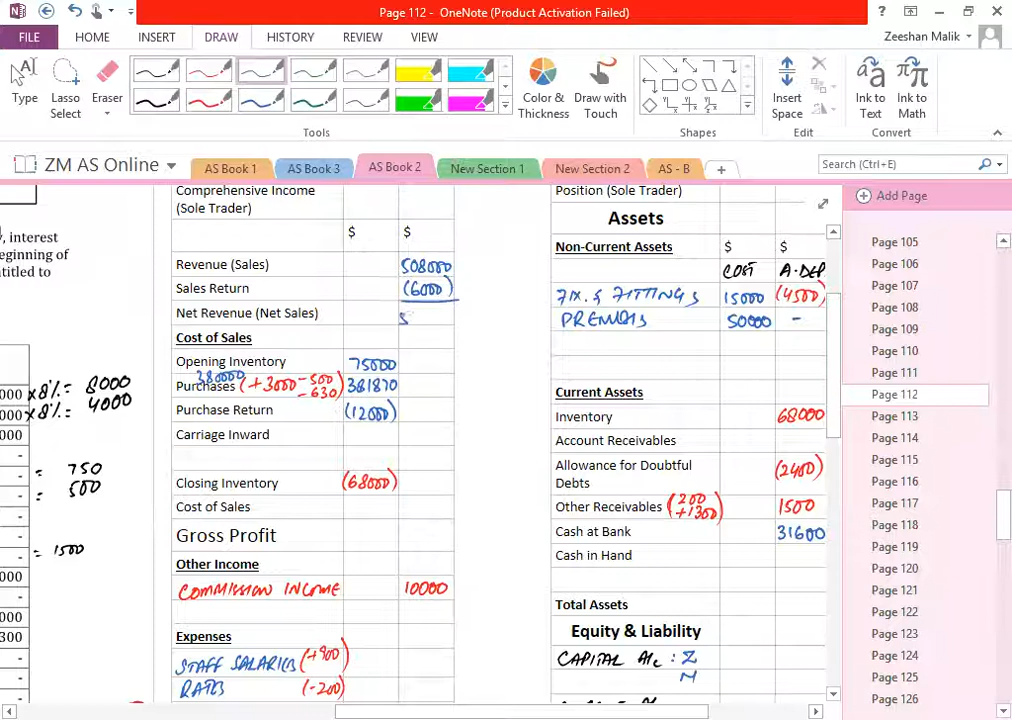 Page 112 - OneNote (Product Activation Failed)
FILE HOME INSERT DRAW HISTORY REVIEW VIEW
Zeeshan Malik
Type
Lasso Select
Eraser
Color & Thickness
Draw with Touch
Insert Space
Ink to Text
Ink to Math
Tools
Shapes
Edit
Convert
ZM AS Online
AS Book 1
AS Book 3
AS Book 2
New Section 1
New Section 2
AS - B
Search (Ctrl+E)
Add Page
Page 105
Page 106
Page 107
Page 108
Page 109
Page 110
Page 111
Page 112
Page 113
Page 114
Page 115
Page 116
Page 117
Page 118
Page 119
Page 120
Page 121
Page 122
Page 123
Page 124
Page 125
Page 126
, interest
eginning of
ntitled to
000 x8% = 8000
000 x8% = 4000
000
-
- = 750
- = 500
-
-
- = 1500
000
-
000
300
Comprehensive Income
(Sole Trader)
$ $
Revenue (Sales) 508000
Sales Return (6000)
Net Revenue (Net Sales) 5
Cost of Sales
Opening Inventory 75000
380000
Purchases (+3000 -500 -630) 381870
Purchase Return (12000)
Carriage Inward
Closing Inventory (68000)
Cost of Sales
Gross Profit
Other Income
COMMISSION INCOME 10000
Expenses
STAFF SALARIES (+900)
RATES (-200)
Position (Sole Trader)
Assets
Non-Current Assets $ $
COST A.DEP
FIX. & FITTINGS 15000 (4500)
50000 -
Current Assets
Inventory 68000
Account Receivables
Allowance for Doubtful
Debts (2400)
Other Receivables (200 +1300) 1500
Cash at Bank 31600
Cash in Hand
Total Assets
Equity & Liability
CAPITAL A/c : Z
N